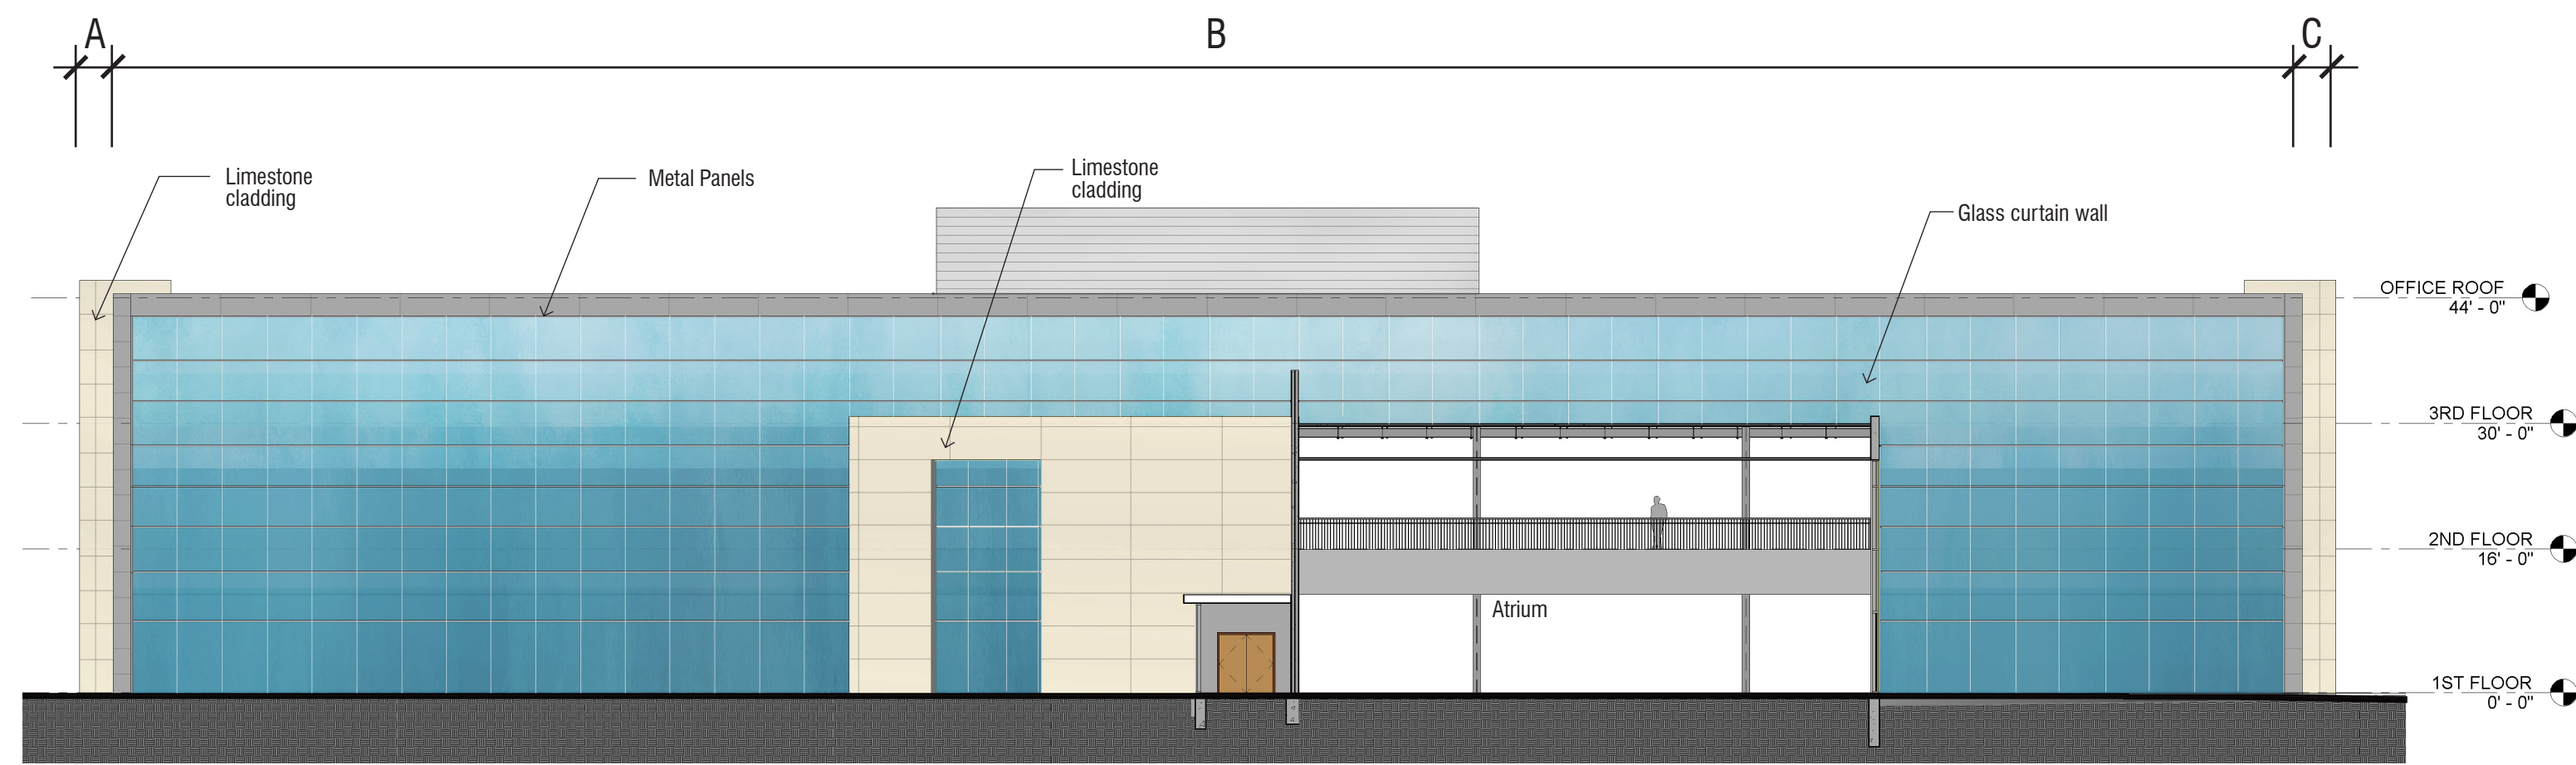 A
B
C
Limestone
cladding
Metal Panels
Limestone
cladding
Glass curtain wall
OFFICE ROOF
44' - 0"
3RD FLOOR
30' - 0"
2ND FLOOR
16' - 0"
Atrium
1ST FLOOR
0' - 0"